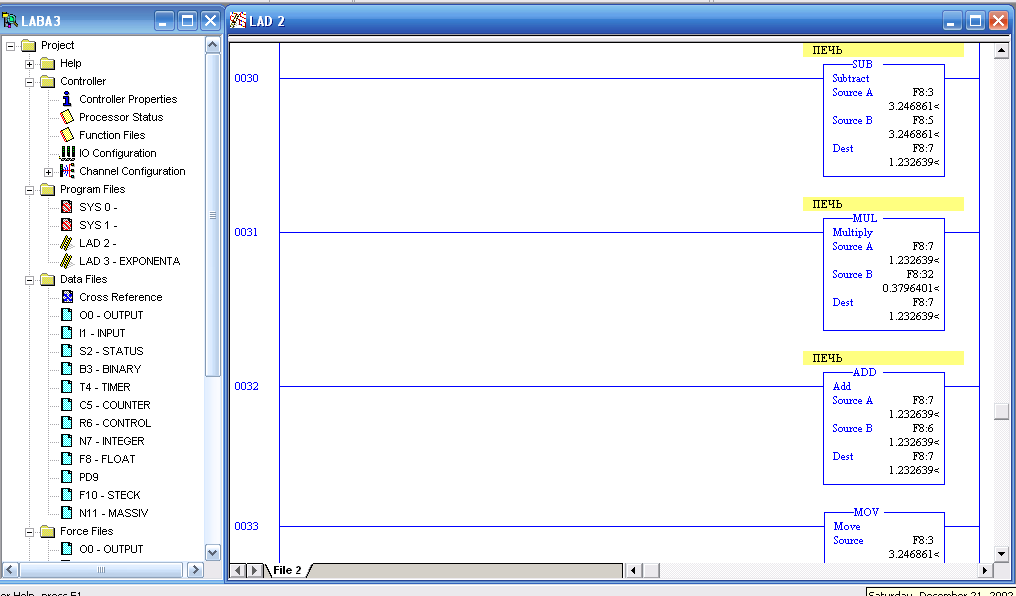 LABA3
Project
Help
Controller
Controller Properties
Processor Status
Function Files
IO Configuration
Channel Configuration
Program Files
SYS 0 -
SYS 1 -
LAD 2 -
LAD 3 - EXPONENTA
Data Files
Cross Reference
O0 - OUTPUT
I1 - INPUT
S2 - STATUS
B3 - BINARY
T4 - TIMER
C5 - COUNTER
R6 - CONTROL
N7 - INTEGER
F8 - FLOAT
PD9
F10 - STECK
N11 - MASSIV
Force Files
O0 - OUTPUT
LAD 2
ПЕЧЬ
0030
SUB
Subtract
Source A F8:3
3.246861<
Source B F8:5
3.246861<
Dest F8:7
1.232639<
ПЕЧЬ
0031
MUL
Multiply
Source A F8:7
1.232639<
Source B F8:32
0.3796401<
Dest F8:7
1.232639<
ПЕЧЬ
0032
ADD
Add
Source A F8:7
1.232639<
Source B F8:6
1.232639<
Dest F8:7
1.232639<
0033
MOV
Move
Source F8:3
3.246861<
File 2
or Help, press F1
Saturday, December 21, 2002